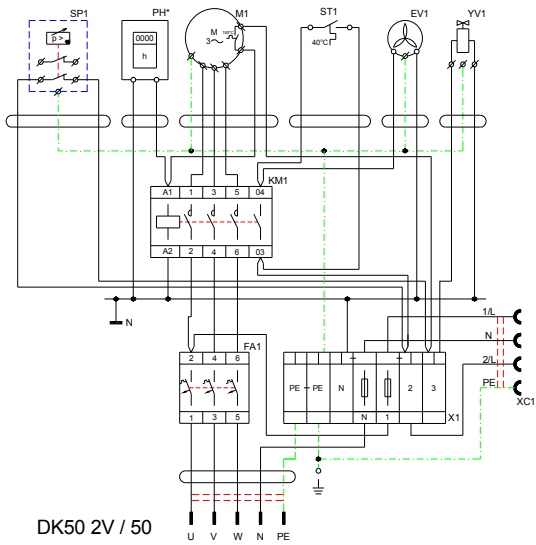 SP1 PH* M1 ST1 EV1 YV1
p >
0000
h
M
3~
150°C
40°C
KM1
A1 1 3 5 04
A2 2 4 6 03
N
1/L
N
2/L
PE
XC1
FA1
2 4 6
PE PE N 2 3
1 3 5
N 1
X1
DK50 2V / 50
U V W N PE